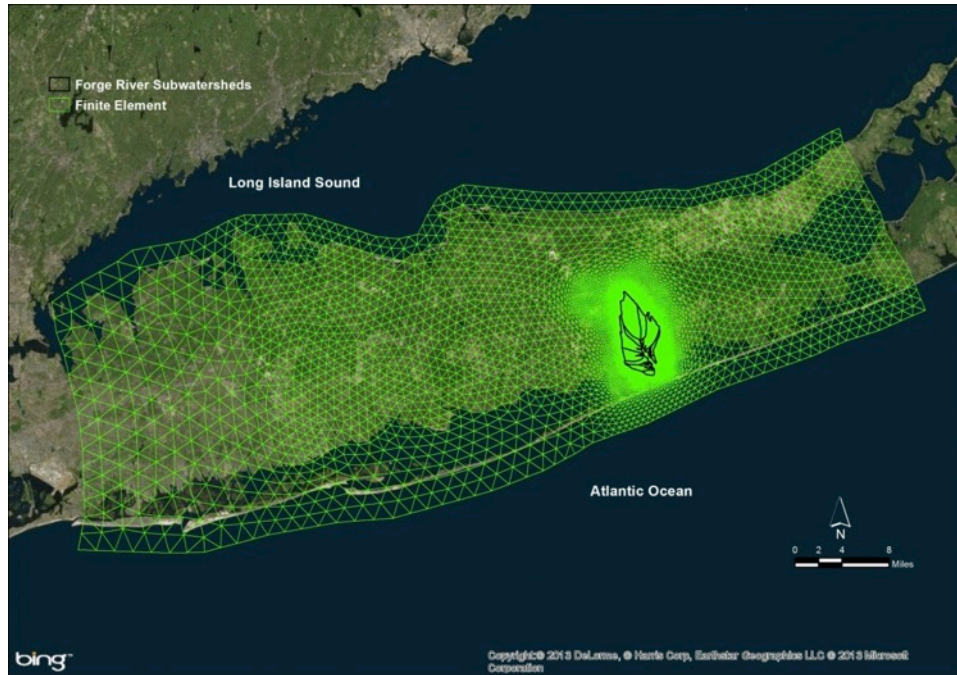 Forge River Subwatersheds
Finite Element
Long Island Sound
Atlantic Ocean
N
0 2 4 8
Miles
bing™
Copyright:© 2013 DeLorme, © Harris Corp, Earthstar Geographics LLC © 2013 Microsoft
Corporation